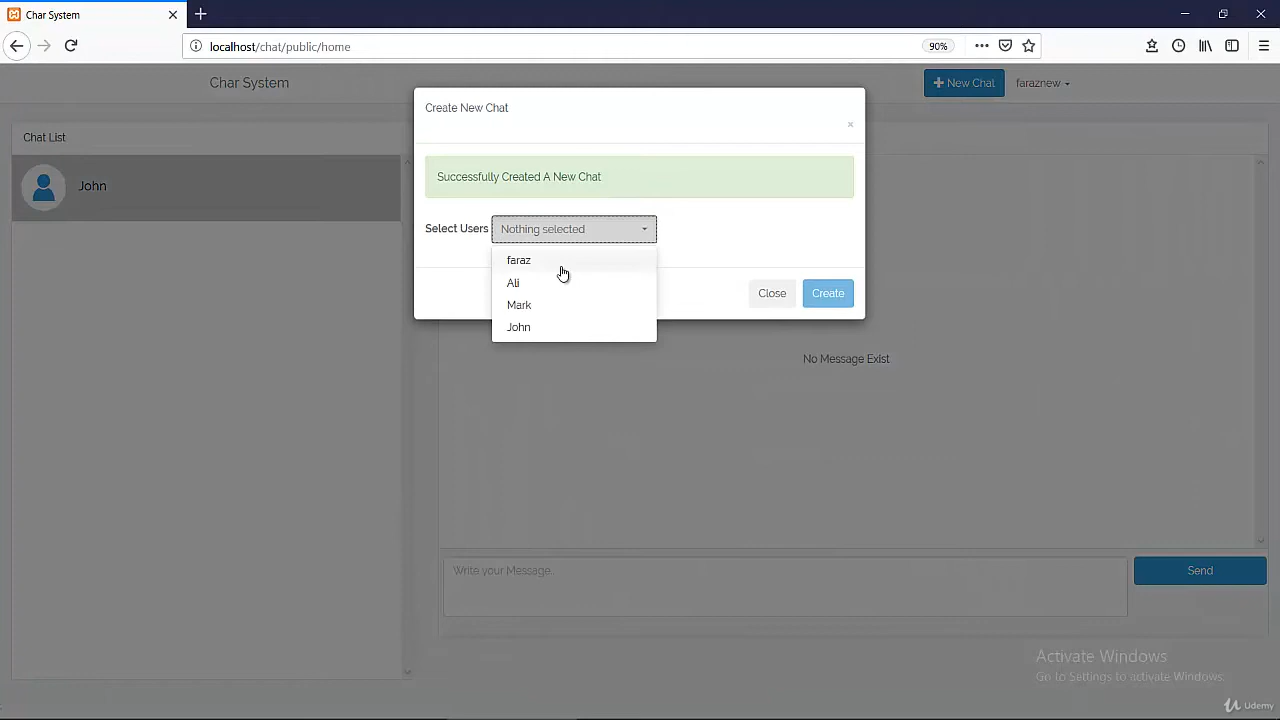 Char System
localhost/chat/public/home
90%
Char System
New Chat
faraznew
Create New Chat
×
Chat List
John
Successfully Created A New Chat
Select Users
Nothing selected
faraz
Ali
Mark
John
Close
Create
No Message Exist
Write your Message..
Send
Activate Windows
Go to Settings to activate Windows.
Udemy